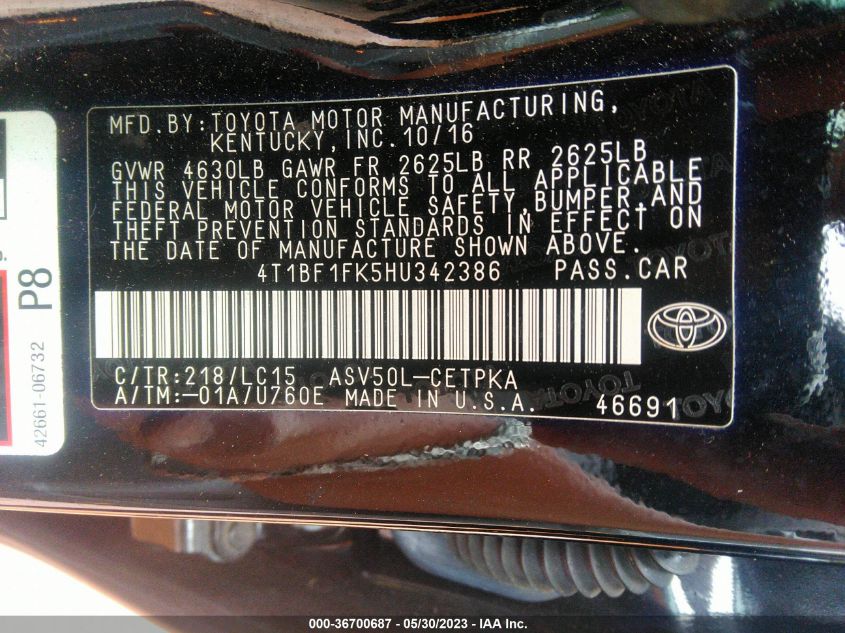 MFD.BY:TOYOTA MOTOR MANUFACTURING,
KENTUCKY, INC. 10/16
GVWR 4630LB GAWR FR 2625LB RR 2625LB
THIS VEHICLE CONFORMS TO ALL APPLICABLE
FEDERAL MOTOR VEHICLE SAFETY, BUMPER, AND
THEFT PREVENTION STANDARDS IN EFFECT ON
THE DATE OF MANUFACTURE SHOWN ABOVE.
4T1BF1FK5HU342386 PASS.CAR
C/TR:218/LC15 ASV50L-CETPKA
A/TM:-01A/U760E MADE IN U.S.A. 46691
P8
42661-06732
000-36700687 - 05/30/2023 - IAA Inc.